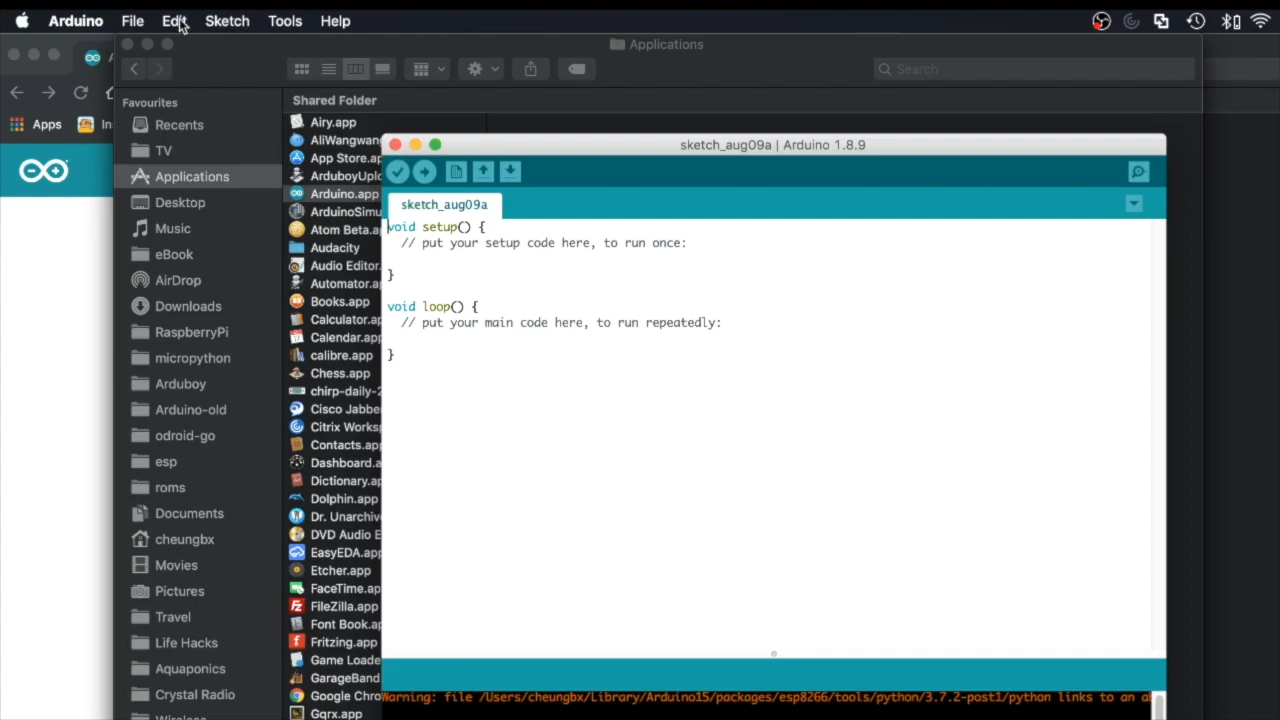 Arduino File Edit Sketch Tools Help
Applications
Search
Apps
Favourites
Recents
TV
Applications
Desktop
Music
eBook
AirDrop
Downloads
RaspberryPi
micropython
Arduboy
Arduino-old
odroid-go
esp
roms
Documents
cheungbx
Movies
Pictures
Travel
Life Hacks
Aquaponics
Crystal Radio
Shared Folder
Airy.app
AliWangwan
App Store.ap
ArduboyUplo
Arduino.app
ArduinoSimu
Atom Beta.a
Audacity
Audio Editor.
Automator.a
Books.app
Calculator.ap
Calendar.ap
calibre.app
Chess.app
chirp-daily-2
Cisco Jabbe
Citrix Works
Contacts.ap
Dashboard.a
Dictionary.a
Dolphin.app
Dr. Unarchiv
DVD Audio E
EasyEDA.app
Etcher.app
FaceTime.ap
FileZilla.app
Font Book.a
Fritzing.app
Game Loade
GarageBand
Google Chro
Gqrx.app
sketch_aug09a | Arduino 1.8.9
sketch_aug09a
void setup() {
// put your setup code here, to run once:
}
void loop() {
// put your main code here, to run repeatedly:
}
Warning: file /Users/cheungbx/Library/Arduino15/packages/esp8266/tools/python/3.7.2-post1/python links to an